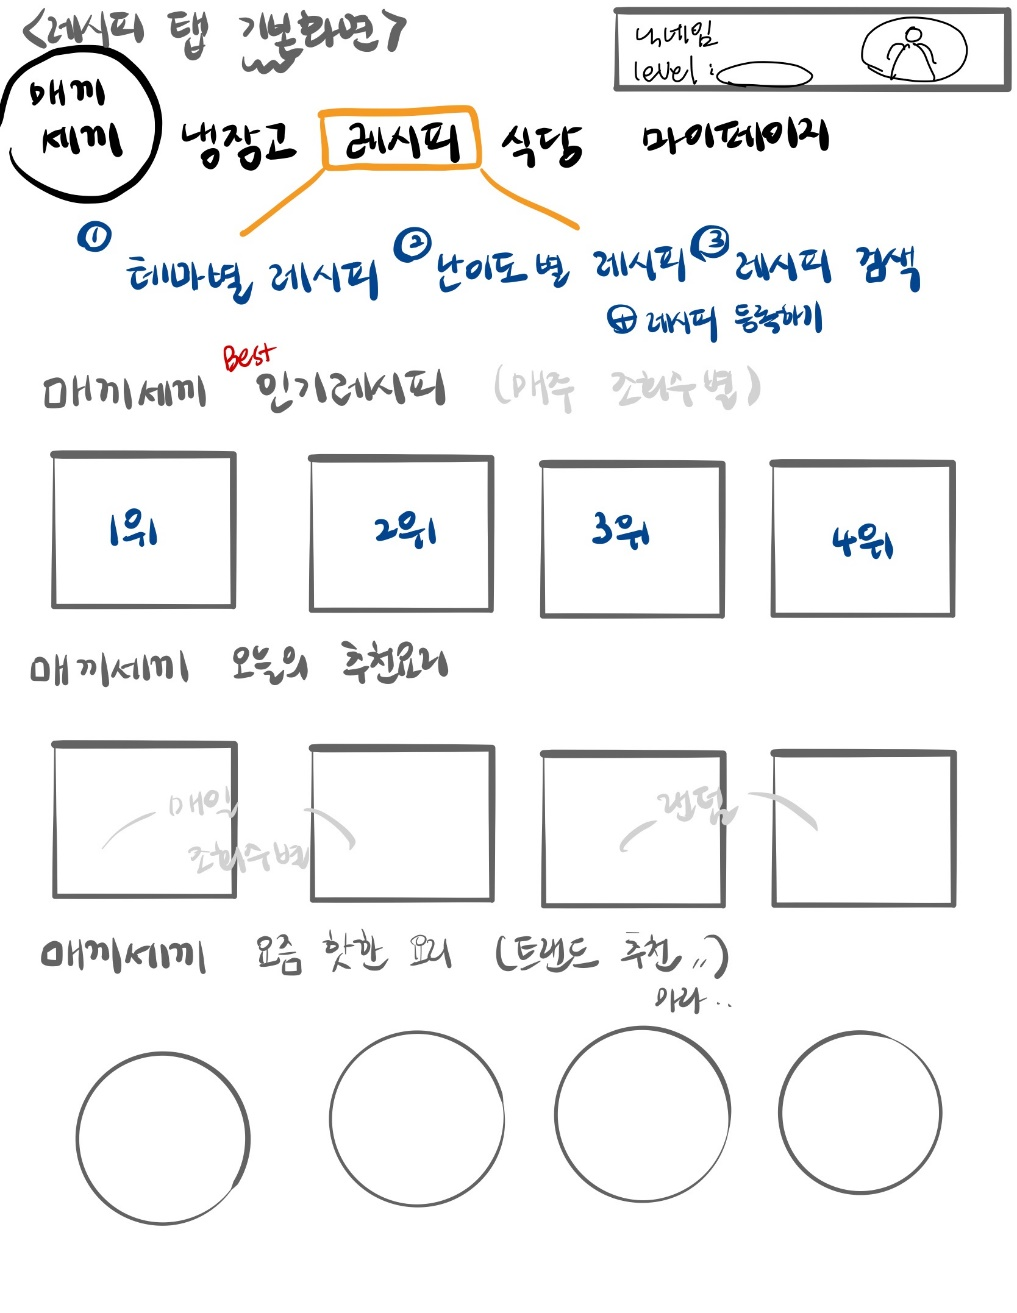 <레시피 탭 기본화면>
닉네임
level :
매끼
세끼
냉장고 레시피 식당 마이페이지
① 테마별 레시피 ② 난이도별 레시피 ③ 레시피 검색
⊕ 레시피 등록하기
매끼세끼 Best 인기레시피 (매주 조회수별)
1위 2위 3위 4위
매끼세끼 오늘의 추천요리
매일 랜덤
조회수별
매끼세끼 요즘 핫한 요리 (트랜드 추천〃)